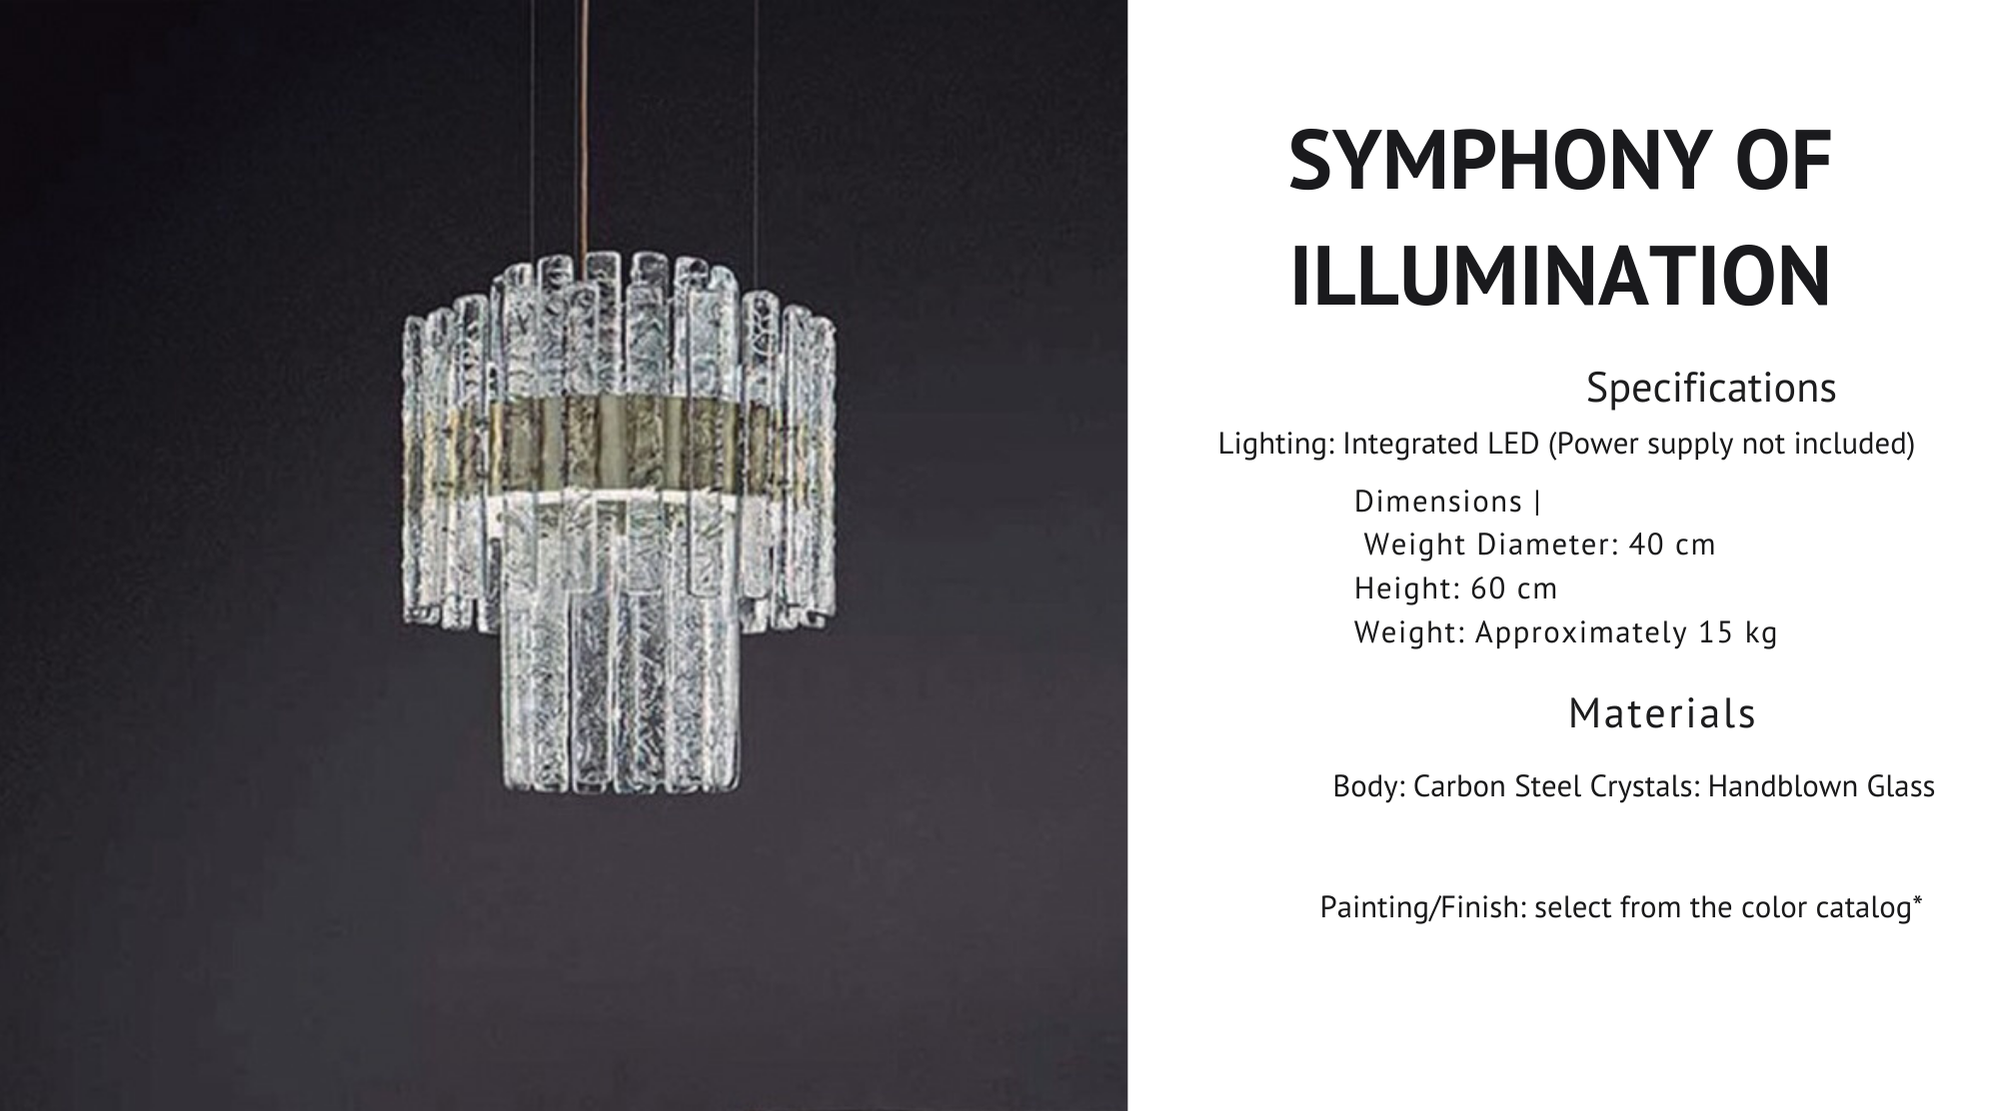 SYMPHONY OF
ILLUMINATION
Specifications
Lighting: Integrated LED (Power supply not included)
Dimensions |
Weight Diameter: 40 cm
Height: 60 cm
Weight: Approximately 15 kg
Materials
Body: Carbon Steel Crystals: Handblown Glass
Painting/Finish: select from the color catalog*